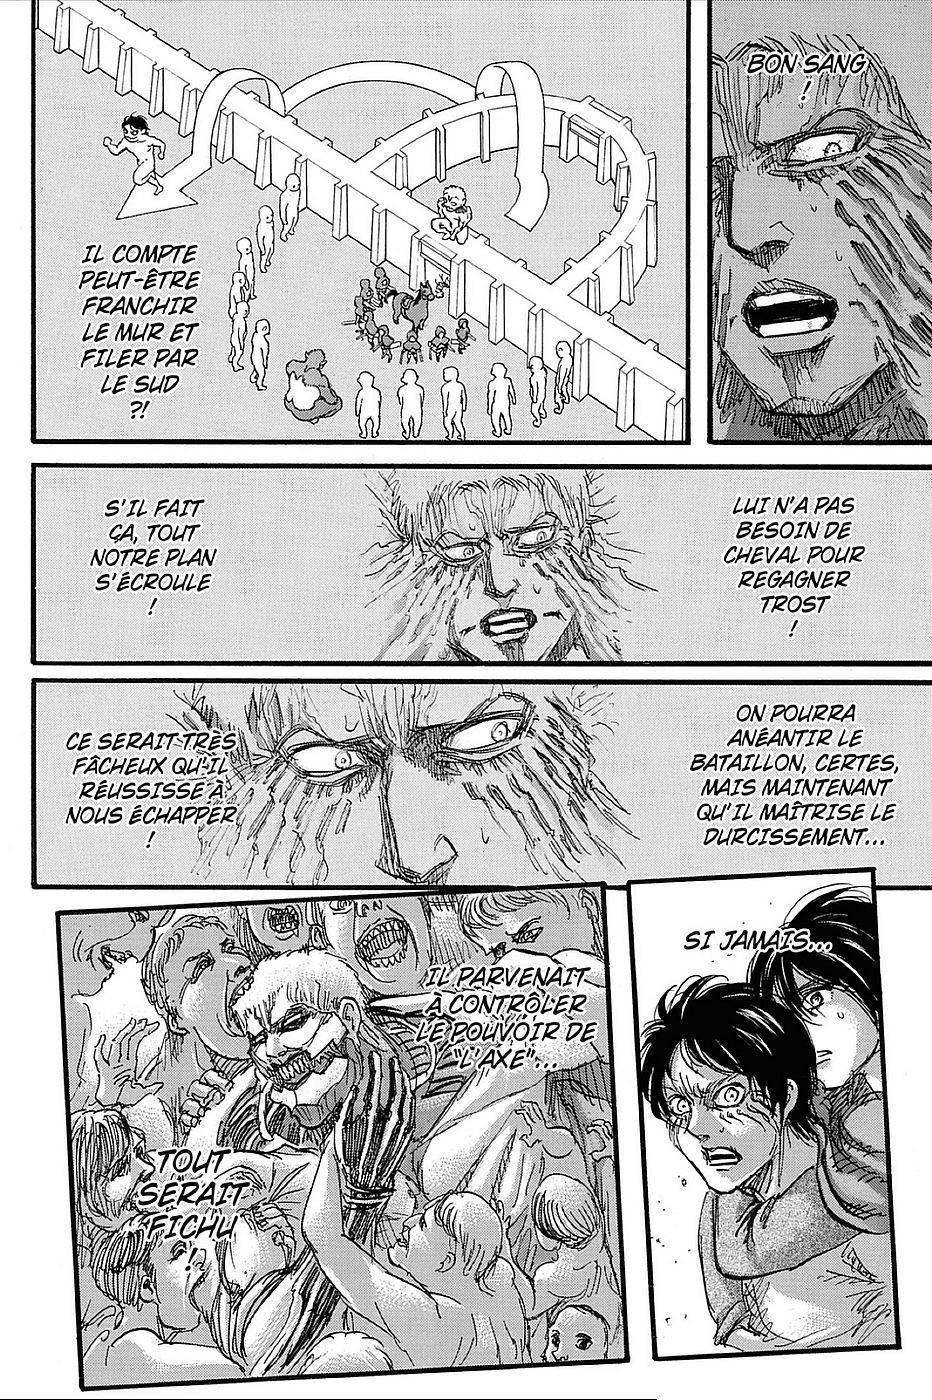 BON SANG
!
IL COMPTE
PEUT-ÊTRE
FRANCHIR
LE MUR ET
FILER PAR
LE SUD
?!
LUI N'A PAS
BESOIN DE
CHEVAL POUR
REGAGNER
TROST
!
S'IL FAIT
ÇA, TOUT
NOTRE PLAN
S'ÉCROULE
!
ON POURRA
ANÉANTIR LE
BATAILLON, CERTES,
MAIS MAINTENANT
QU'IL MAÎTRISE LE
DURCISSEMENT...
CE SERAIT TRÈS
FÂCHEUX QU'IL
RÉUSSISSE À
NOUS ÉCHAPPER
!
SI JAMAIS...
IL PARVENAIT
À CONTRÔLER
LE POUVOIR DE
"L'AXE"...
TOUT
SERAIT
FICHU
!